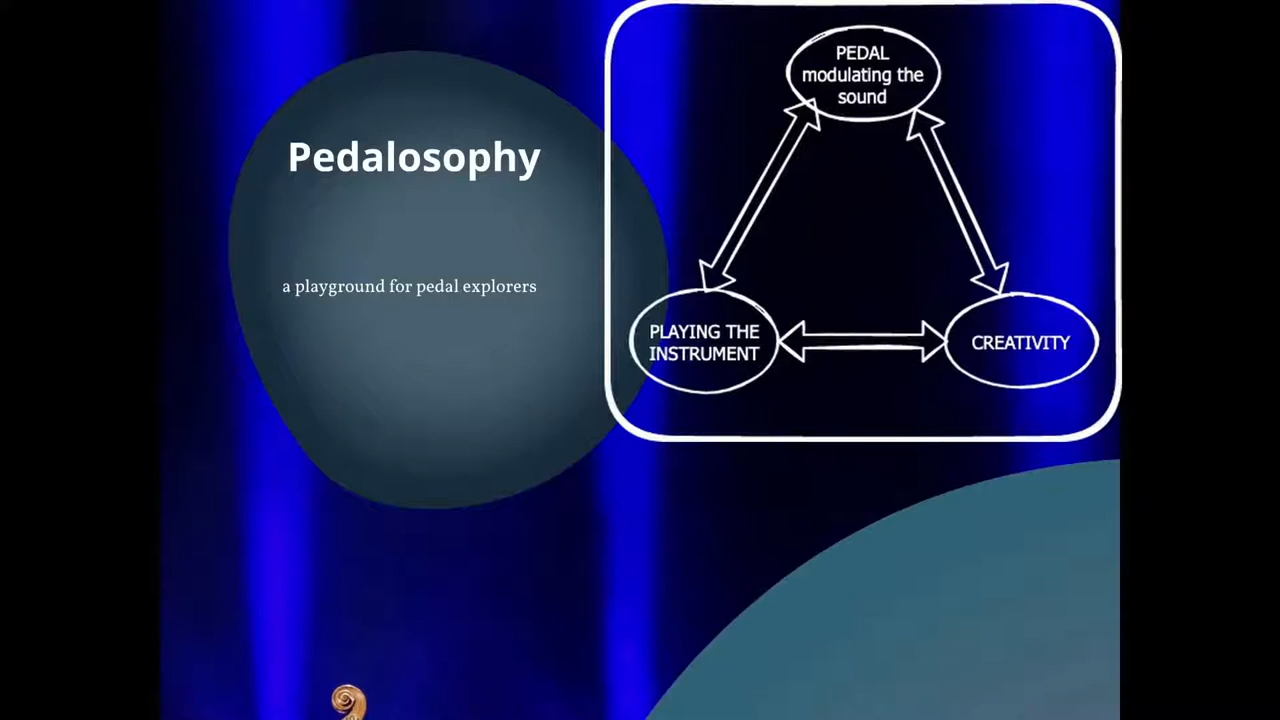 Pedalosophy
a playground for pedal explorers
PEDAL
modulating the
sound
PLAYING THE
INSTRUMENT
CREATIVITY